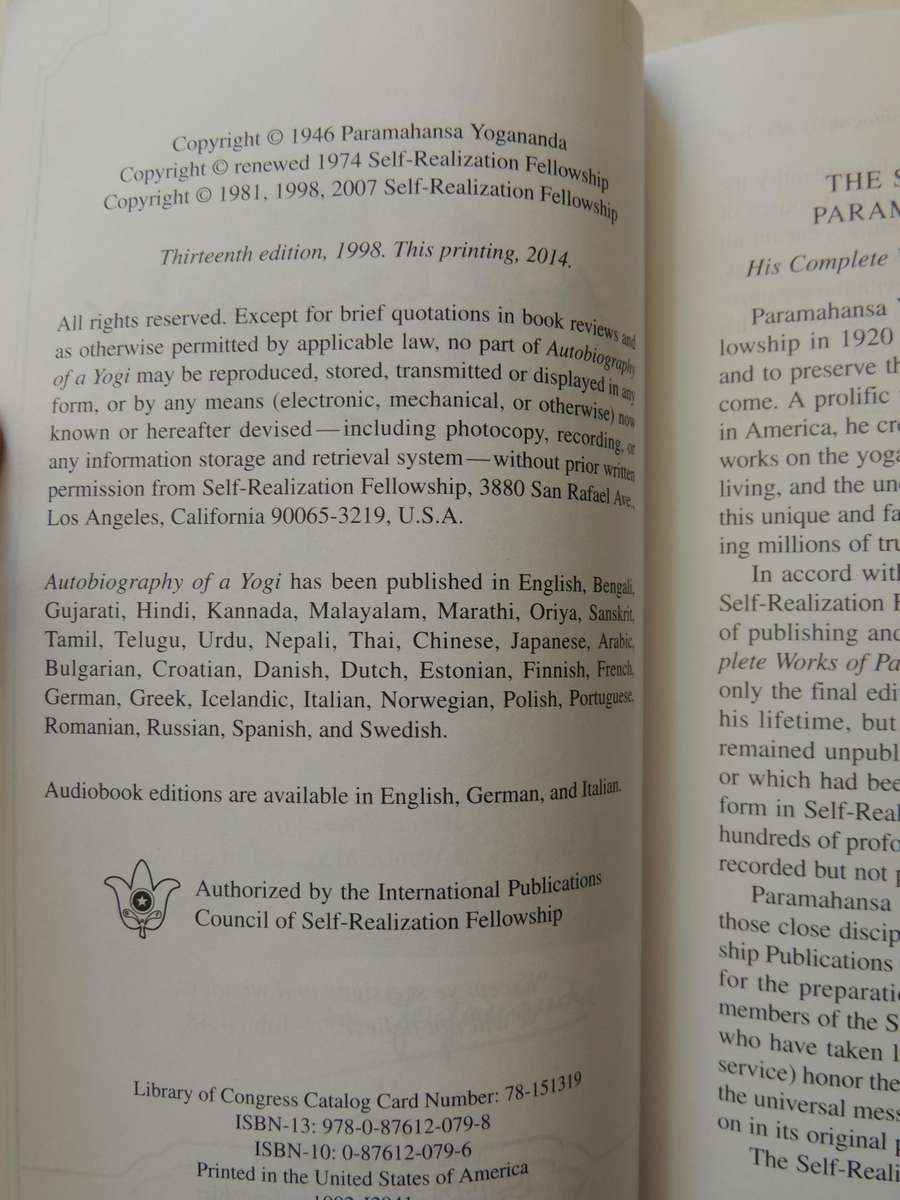 Copyright © 1946 Paramahansa Yogananda
Copyright © renewed 1974 Self-Realization Fellowship
Copyright © 1981, 1998, 2007 Self-Realization Fellowship
Thirteenth edition, 1998. This printing, 2014.
All rights reserved. Except for brief quotations in book reviews and
as otherwise permitted by applicable law, no part of Autobiography
of a Yogi may be reproduced, stored, transmitted or displayed in any
form, or by any means (electronic, mechanical, or otherwise) now
known or hereafter devised—including photocopy, recording, or
any information storage and retrieval system—without prior written
permission from Self-Realization Fellowship, 3880 San Rafael Ave.,
Los Angeles, California 90065-3219, U.S.A.
Autobiography of a Yogi has been published in English, Bengali,
Gujarati, Hindi, Kannada, Malayalam, Marathi, Oriya, Sanskrit,
Tamil, Telugu, Urdu, Nepali, Thai, Chinese, Japanese, Arabic,
Bulgarian, Croatian, Danish, Dutch, Estonian, Finnish, French,
German, Greek, Icelandic, Italian, Norwegian, Polish, Portuguese,
Romanian, Russian, Spanish, and Swedish.
Audiobook editions are available in English, German, and Italian.
Authorized by the International Publications
Council of Self-Realization Fellowship
Library of Congress Catalog Card Number: 78-151319
ISBN-13: 978-0-87612-079-8
ISBN-10: 0-87612-079-6
Printed in the United States of America
THE S
PARAM
His Complete
Paramahansa Y
lowship in 1920
and to preserve th
come. A prolific
in America, he cre
works on the yoga
living, and the un
this unique and fa
ing millions of tru
In accord with
Self-Realization F
of publishing and
plete Works of Pa
only the final edi
his lifetime, but
remained unpubl
or which had bee
form in Self-Real
hundreds of profo
recorded but not p
Paramahansa
those close discip
ship Publications
for the preparatio
members of the S
who have taken l
service) honor the
the universal mess
on in its original p
The Self-Reali